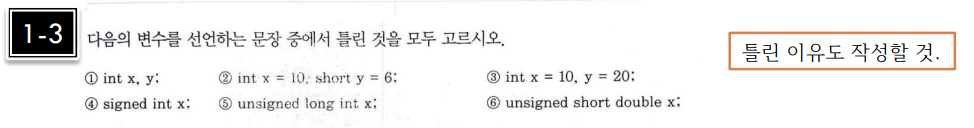 1-3
다음의 변수를 선언하는 문장 중에서 틀린 것을 모두 고르시오.
틀린 이유도 작성할 것.
① int x, y;
② int x = 10, short y = 6;
③ int x = 10, y = 20;
④ signed int x;
⑤ unsigned long int x;
⑥ unsigned short double x;